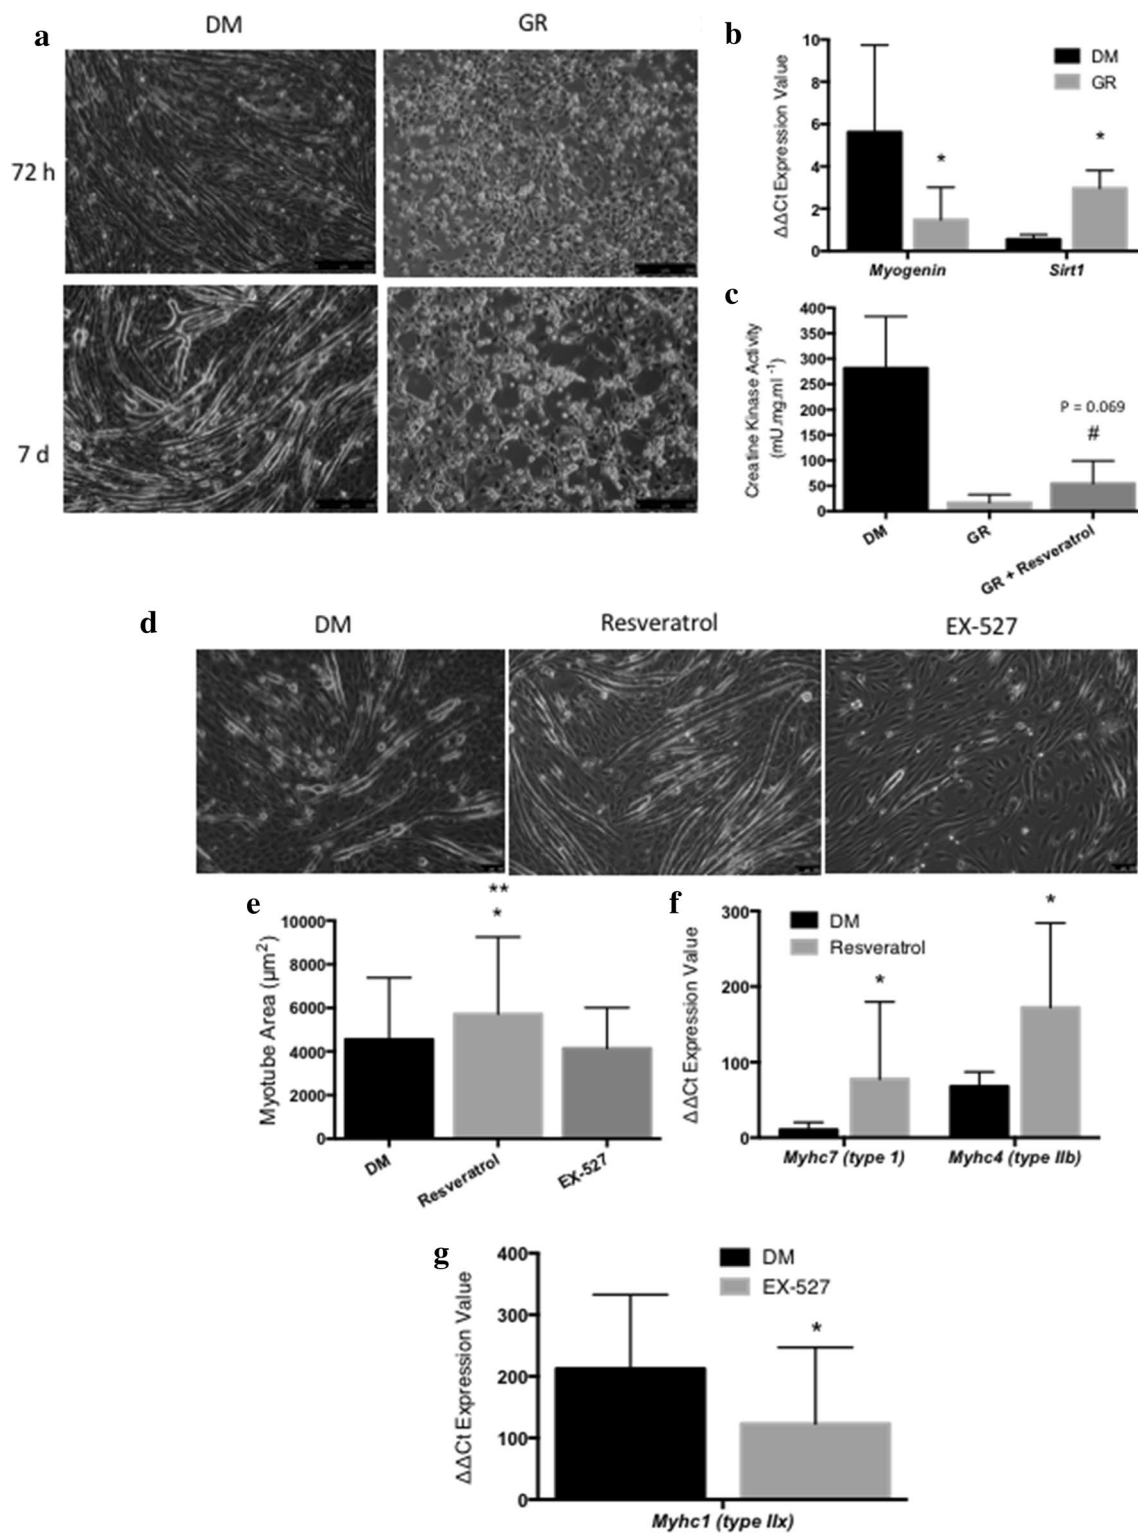 a
DM
GR
72 h
7 d
b
ΔΔCt Expression Value
10
8
6
4
2
0
DM
GR
*
*
Myogenin
Sirt1
c
Creatine Kinase Activity
(mU.mg.ml⁻¹)
400
350
300
250
200
150
100
50
0
P = 0.069
#
DM
GR
GR + Resveratrol
d
DM
Resveratrol
EX-527
e
Myotube Area (µm²)
10000
8000
6000
4000
2000
0
**
*
DM
Resveratrol
EX-527
f
ΔΔCt Expression Value
300
200
100
0
DM
Resveratrol
*
*
Myhc7 (type 1)
Myhc4 (type IIb)
g
ΔΔCt Expression Value
400
300
200
100
0
DM
EX-527
*
Myhc1 (type IIx)